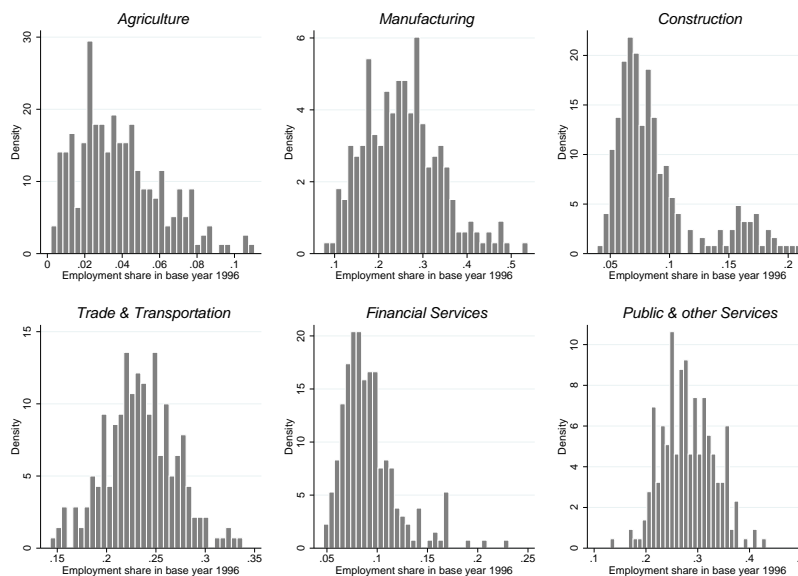 Agriculture
Density
0 10 20 30
0 .02 .04 .06 .08 .1
Employment share in base year 1996
Manufacturing
Density
0 2 4 6
.1 .2 .3 .4 .5
Employment share in base year 1996
Construction
Density
0 5 10 15 20
.05 .1 .15 .2
Employment share in base year 1996
Trade & Transportation
Density
0 5 10 15
.15 .2 .25 .3 .35
Employment share in base year 1996
Financial Services
Density
0 5 10 15 20
.05 .1 .15 .2 .25
Employment share in base year 1996
Public & other Services
Density
0 2 4 6 8 10
.1 .2 .3 .4
Employment share in base year 1996